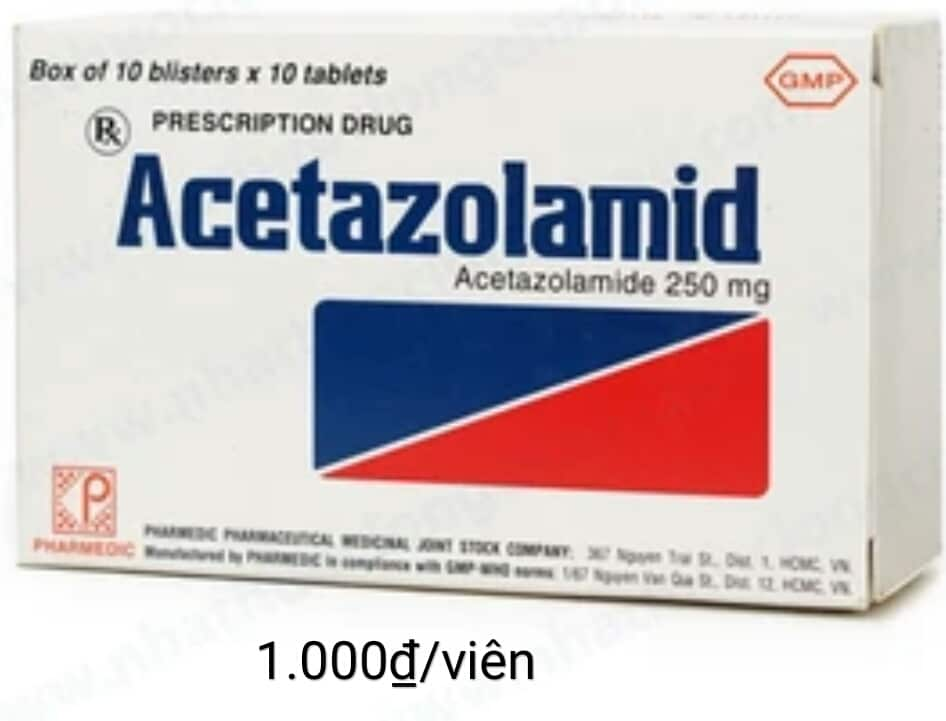 Box of 10 blisters x 10 tablets
GMP
Rx PRESCRIPTION DRUG
Acetazolamid
Acetazolamide 250 mg
PHARMEDIC
PHARMEDIC PHARMACEUTICAL MEDICINAL JOINT STOCK COMPANY: 367 Nguyen Trai St., Dist. 1, HCMC, VN
Manufactured by PHARMEDIC in compliance with GMP-WHO norms: 1/67 Nguyen Van Qua St., Dist. 12, HCMC, VN
1.000₫/viên